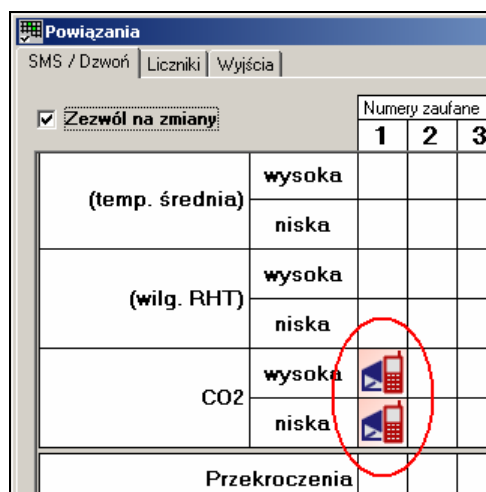 Powiązania
SMS / Dzwoń Liczniki Wyjścia
Zezwól na zmiany
Numery zaufane
1 2 3
(temp. średnia)
wysoka
niska
(wilg. RHT)
wysoka
niska
CO2
wysoka
niska
Przekroczenia